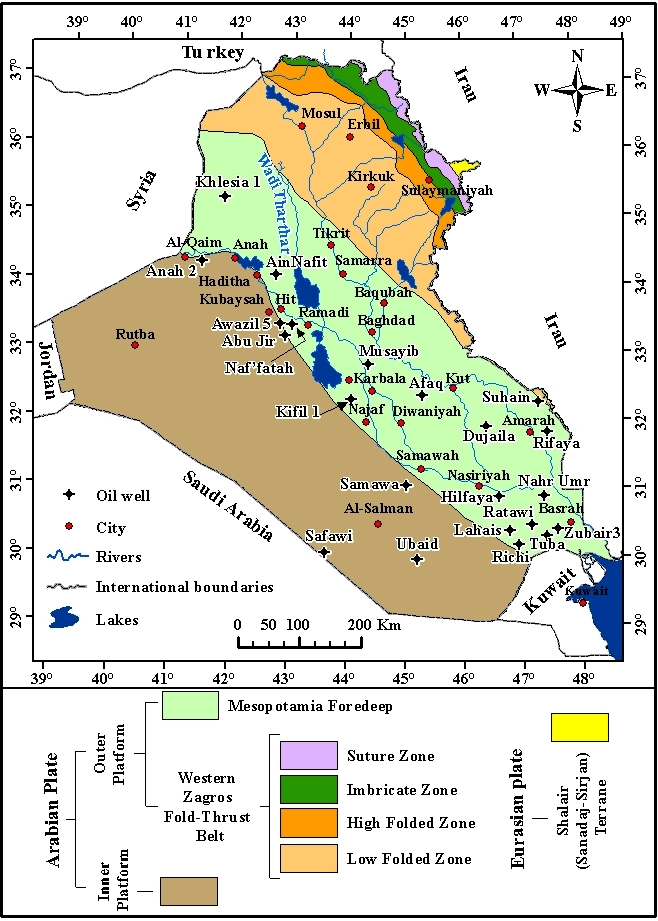 39° 40° 41° 42° 43° 44° 45° 46° 47° 48° 49°
Turkey
Iran
N
W E
S
37°
37°
Mosul
Erbil
36°
36°
Wadi Tharthar
Kirkuk
Sulaymaniyah
Syria
Khlesia 1
35°
35°
Tikrit
Al-Qaim
Anah
Samarra
Anah 2
AinNafit
34°
34°
Haditha
Baqubah
Kubaysah
Hit
Ramadi
Awazil 5
Baghdad
Iran
Abu Jir
Rutba
33°
33°
Musayib
Jordan
Naf’fatah
Karbala
Afaq
Kut
Suhain
Kifil 1
Najaf
Diwaniyah
Amarah
32°
32°
Dujaila
Rifaya
Samawah
Samawa
Nasiriyah
Nahr Umr
31°
31°
Hilfaya
Saudi Arabia
Al-Salman
Ratawi
Basrah
Lahais
Zubair3
Safawi
Ubaid
Tuba
Richi
30°
30°
Kuwait
Kuwait
29°
29°
Oil well
City
Rivers
International boundaries
Lakes
0 50 100 200 Km
39° 40° 41° 42° 43° 44° 45° 46° 47° 48°
Arabian Plate
Outer
Platform
Mesopotamia Foredeep
Western
Zagros
Fold-Thrust
Belt
Suture Zone
Imbricate Zone
High Folded Zone
Low Folded Zone
Inner
Platform
Eurasian plate
Shalair
(Sanadaj-Sirjan)
Terrane